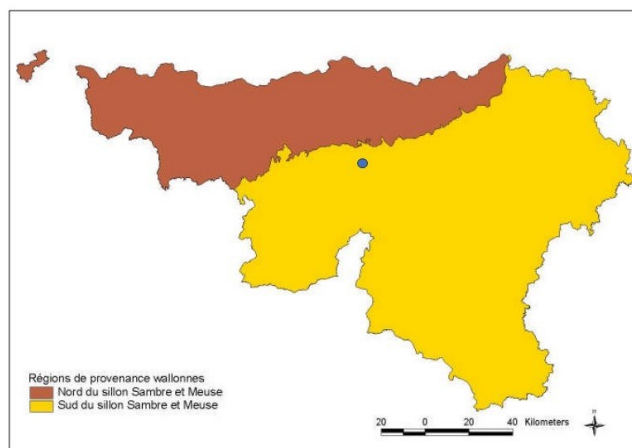 Régions de provenance wallonnes
Nord du sillon Sambre et Meuse
Sud du sillon Sambre et Meuse
20 0 20 40 Kilometers